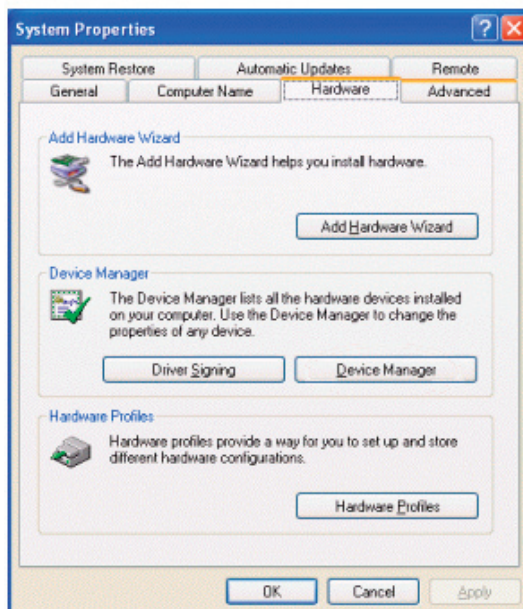 System Properties
System Restore Automatic Updates Remote
General Computer Name Hardware Advanced
Add Hardware Wizard
The Add Hardware Wizard helps you install hardware.
Add Hardware Wizard
Device Manager
The Device Manager lists all the hardware devices installed
on your computer. Use the Device Manager to change the
properties of any device.
Driver Signing Device Manager
Hardware Profiles
Hardware profiles provide a way for you to set up and store
different hardware configurations.
Hardware Profiles
OK Cancel Apply